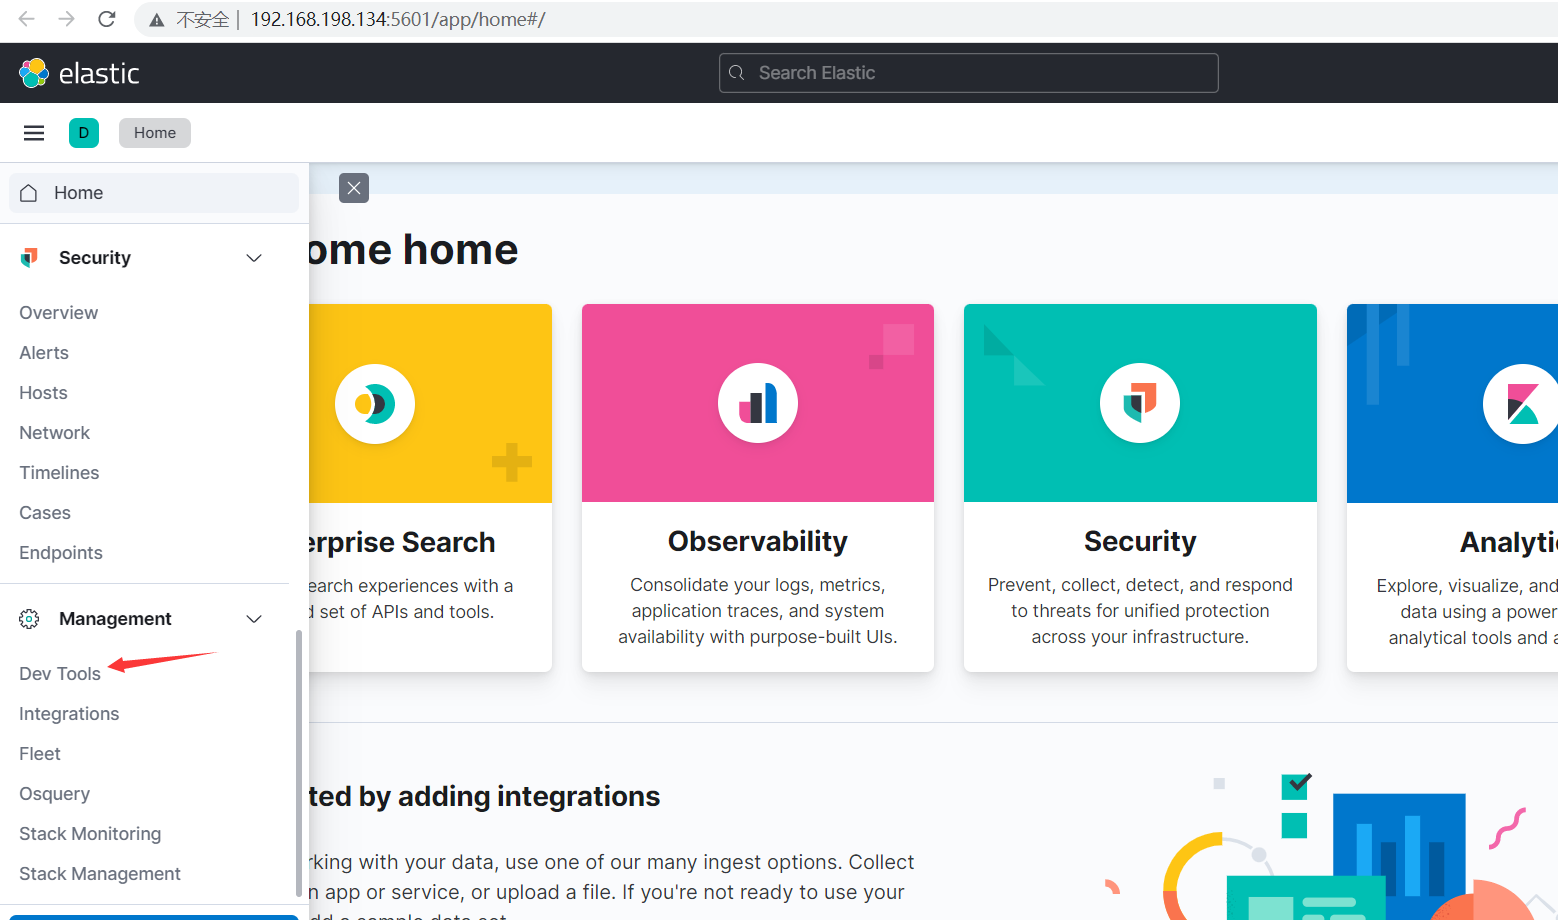 不安全 | 192.168.198.134:5601/app/home#/
elastic
Search Elastic
D
Home
Home
Security
Overview
Alerts
Hosts
Network
Timelines
Cases
Endpoints
Management
Dev Tools
Integrations
Fleet
Osquery
Stack Monitoring
Stack Management
ome home
erprise Search
earch experiences with a
d set of APIs and tools.
Observability
Consolidate your logs, metrics,
application traces, and system
availability with purpose-built UIs.
Security
Prevent, collect, detect, and respond
to threats for unified protection
across your infrastructure.
Analyti
Explore, visualize, and
data using a power
analytical tools and a
ted by adding integrations
rking with your data, use one of our many ingest options. Collect
n app or service, or upload a file. If you're not ready to use your
dd a sample data set.